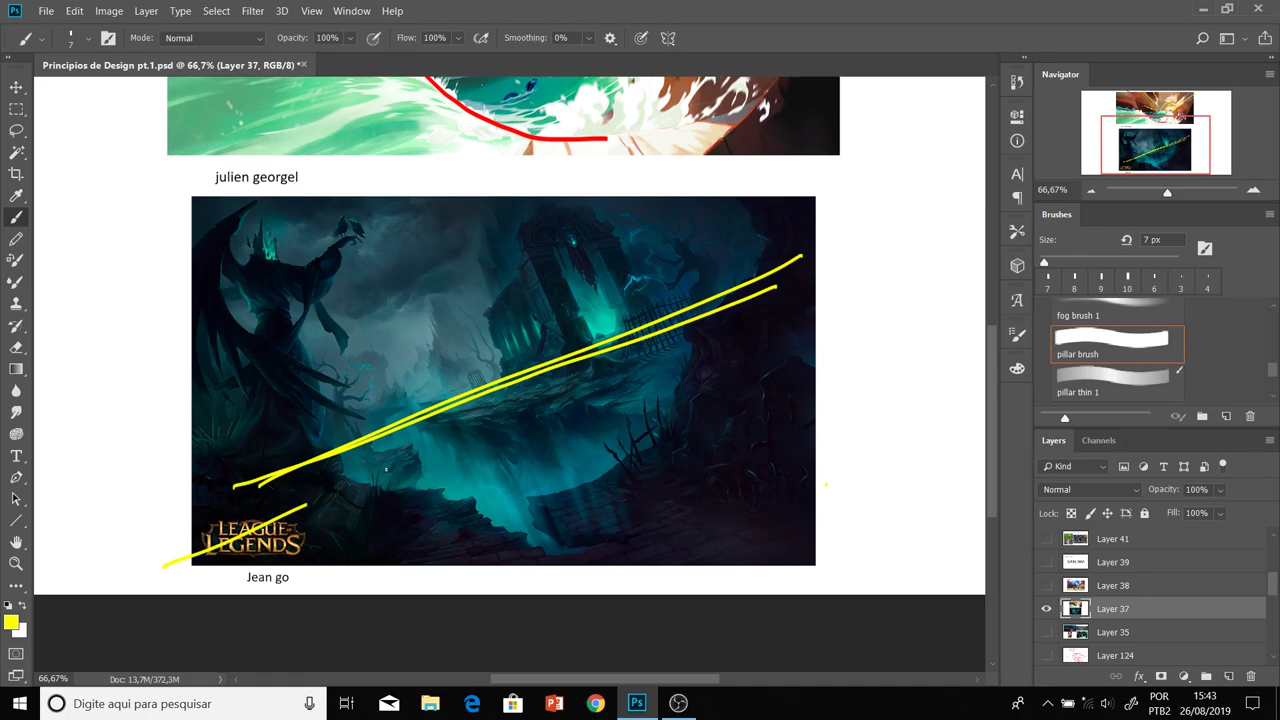 Ps File Edit Image Layer Type Select Filter 3D View Window Help
7 Mode: Normal Opacity: 100% Flow: 100% Smoothing: 0%
Principios de Design pt.1.psd @ 66,7% (Layer 37, RGB/8) *
Navigator
julien georgel
66,67%
Brushes
Size: 7 px
7 8 9 10 6 3 4
fog brush 1
pillar brush
pillar thin 1
Layers Channels
Kind
Normal Opacity: 100%
Lock: Fill: 100%
Layer 41
Layer 39
Layer 38
Layer 37
Layer 35
Layer 124
LEAGUE OF
LEGENDS
Jean go
66,67% Doc: 13,7M/372,3M
Digite aqui para pesquisar
POR 15:43
PTB2 26/08/2019